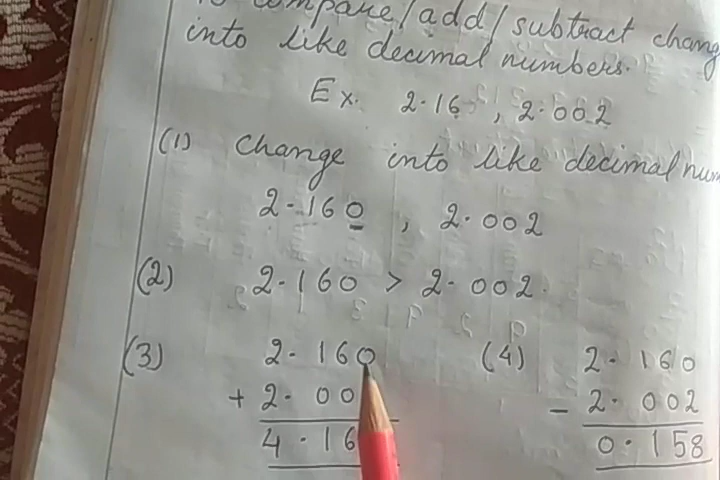 To compare/add/subtract chang
into like decimal numbers.
Ex. 2.16 , 2.002
(1) change into like decimal num
2.160 , 2.002
(2) 2.160 > 2.002.
(3) 2.160 (4) 2.160
+ 2.00 - 2.002
4.16 0.158